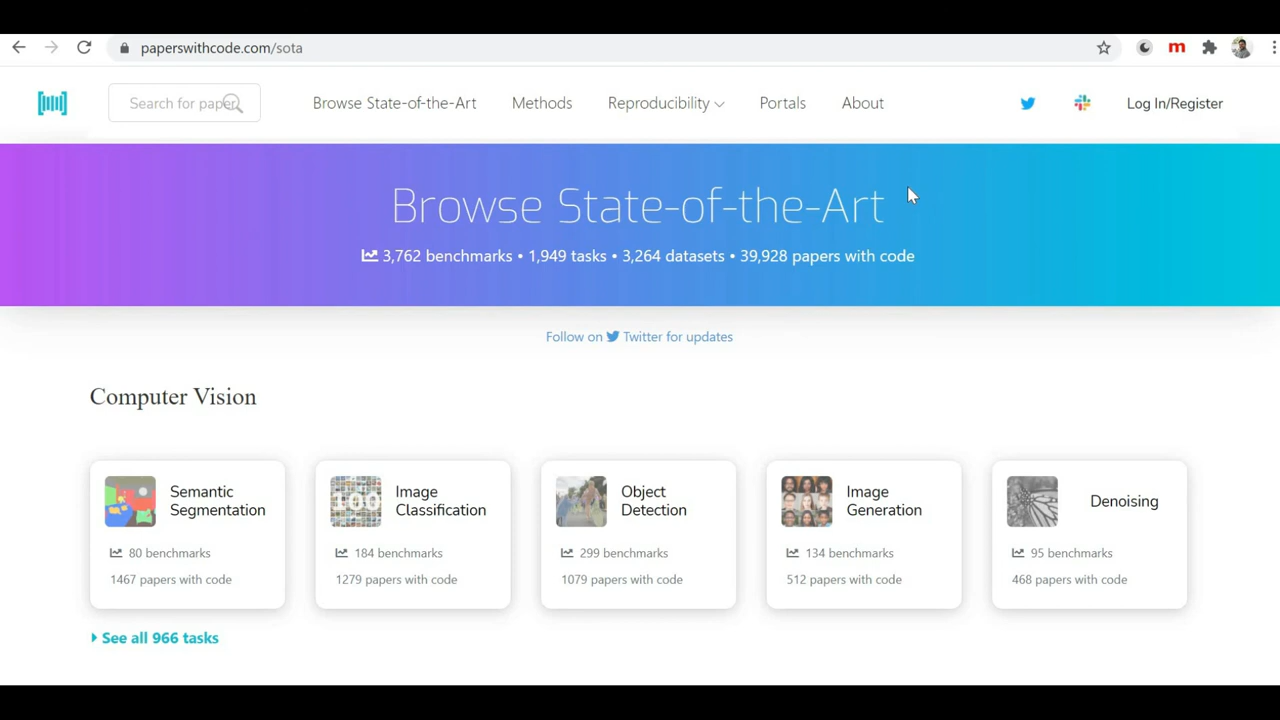 paperswithcode.com/sota
Search for paper
Browse State-of-the-Art
Methods
Reproducibility
Portals
About
Log In/Register
Browse State-of-the-Art
3,762 benchmarks • 1,949 tasks • 3,264 datasets • 39,928 papers with code
Follow on Twitter for updates
Computer Vision
Semantic
Segmentation
80 benchmarks
1467 papers with code
100
Image
Classification
184 benchmarks
1279 papers with code
Object
Detection
299 benchmarks
1079 papers with code
Image
Generation
134 benchmarks
512 papers with code
Denoising
95 benchmarks
468 papers with code
See all 966 tasks